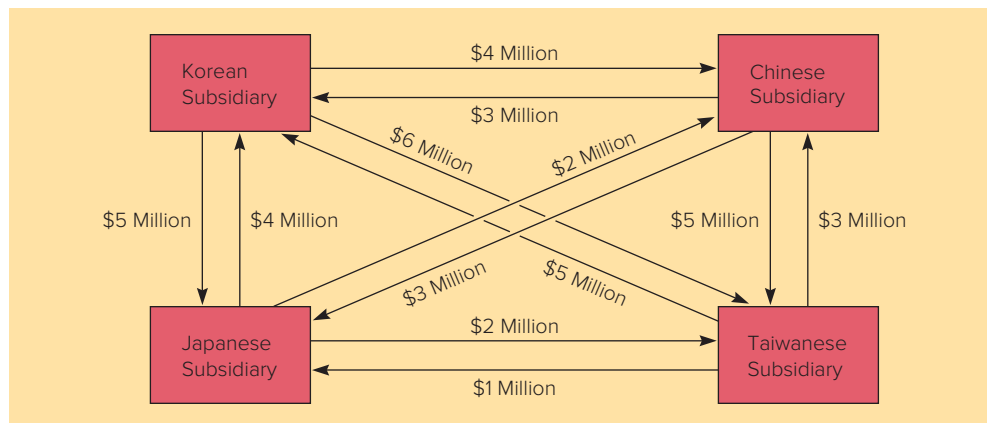 $4 Million
Korean
Subsidiary
Chinese
Subsidiary
$3 Million
$6 Million
$2 Million
$5 Million
$4 Million
$5 Million
$3 Million
$3 Million
$5 Million
$2 Million
Japanese
Subsidiary
Taiwanese
Subsidiary
$1 Million